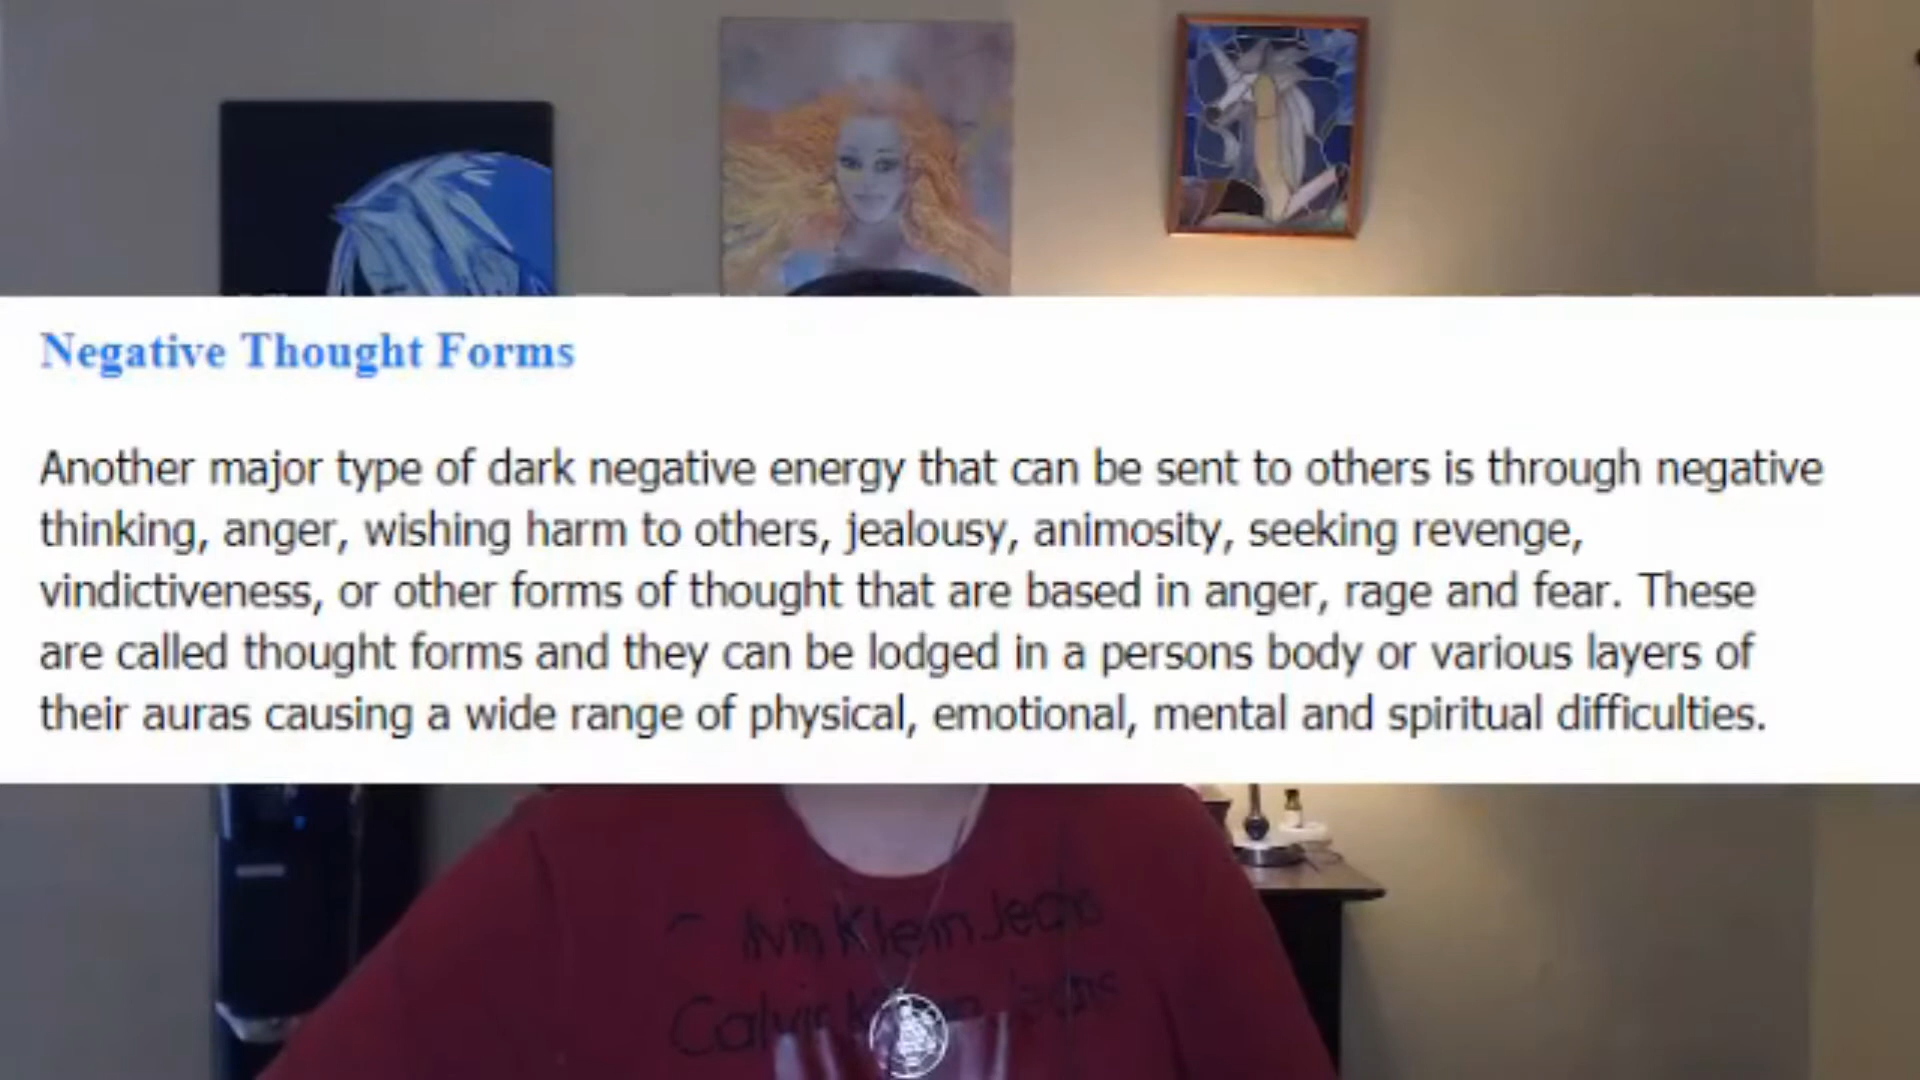 Negative Thought Forms
Another major type of dark negative energy that can be sent to others is through negative
thinking, anger, wishing harm to others, jealousy, animosity, seeking revenge,
vindictiveness, or other forms of thought that are based in anger, rage and fear. These
are called thought forms and they can be lodged in a persons body or various layers of
their auras causing a wide range of physical, emotional, mental and spiritual difficulties.
Klein Jeans
Calvin